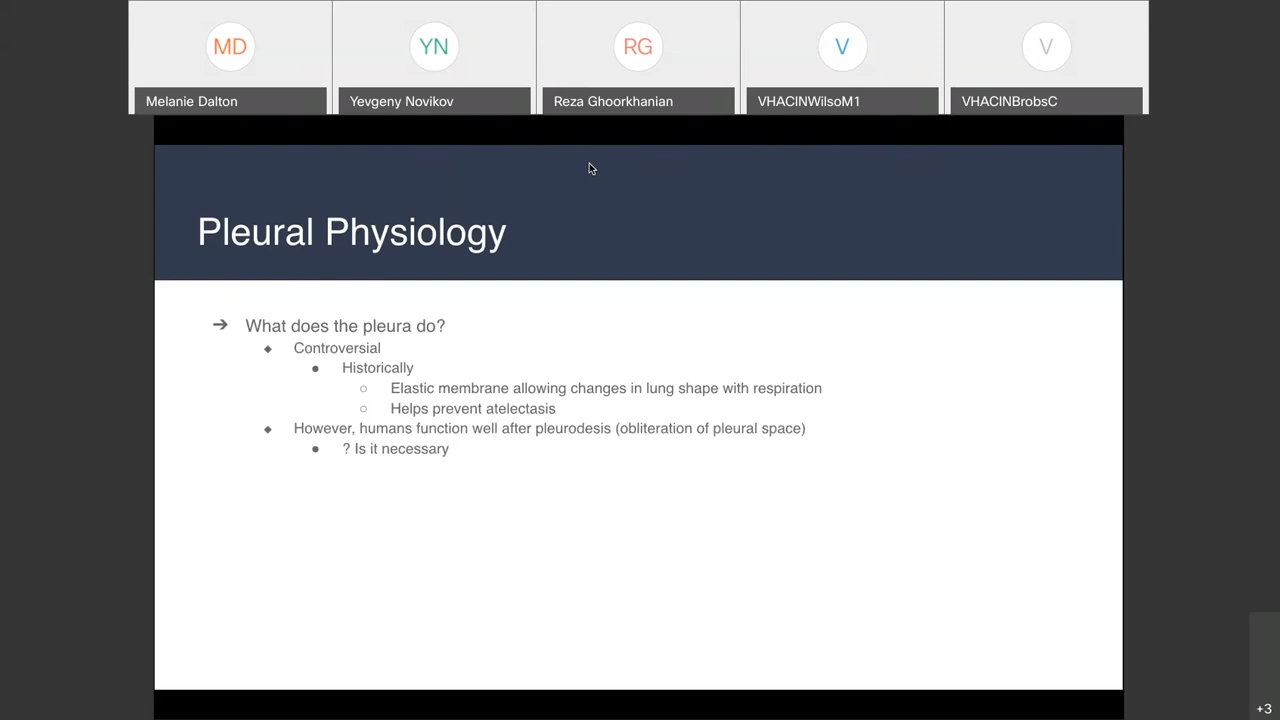 MD
YN
RG
V
V
Melanie Dalton
Yevgeny Novikov
Reza Ghoorkhanian
VHACINWilsoM1
VHACINBrobsC
Pleural Physiology
➔ What does the pleura do?
◆ Controversial
● Historically
○ Elastic membrane allowing changes in lung shape with respiration
○ Helps prevent atelectasis
◆ However, humans function well after pleurodesis (obliteration of pleural space)
● ? Is it necessary
+3